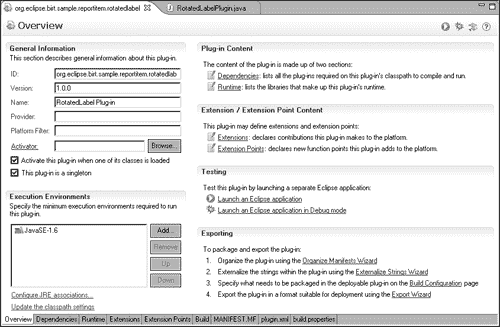 org.eclipse.birt.sample.reportitem.rotatedlabel
RotatedLabelPlugin.java
Overview
General Information
This section describes general information about this plug-in.
ID:
org.eclipse.birt.sample.reportitem.rotatedlab
Version:
1.0.0
Name:
RotatedLabel Plug-in
Provider:
Platform Filter:
Activator:
Browse...
Activate this plug-in when one of its classes is loaded
This plug-in is a singleton
Execution Environments
Specify the minimum execution environments required to run
this plug-in.
JavaSE-1.6
Add...
Remove
Up
Down
Configure JRE associations...
Update the classpath settings
Plug-in Content
The content of the plug-in is made up of two sections:
Dependencies: lists all the plug-ins required on this plug-in's classpath to compile and run.
Runtime: lists the libraries that make up this plug-in's runtime.
Extension / Extension Point Content
This plug-in may define extensions and extension points:
Extensions: declares contributions this plug-in makes to the platform.
Extension Points: declares new function points this plug-in adds to the platform.
Testing
Test this plug-in by launching a separate Eclipse application:
Launch an Eclipse application
Launch an Eclipse application in Debug mode
Exporting
To package and export the plug-in:
1. Organize the plug-in using the Organize Manifests Wizard
2. Externalize the strings within the plug-in using the Externalize Strings Wizard
3. Specify what needs to be packaged in the deployable plug-in on the Build Configuration page
4. Export the plug-in in a format suitable for deployment using the Export Wizard
Overview Dependencies Runtime Extensions Extension Points Build MANIFEST.MF plugin.xml build.properties